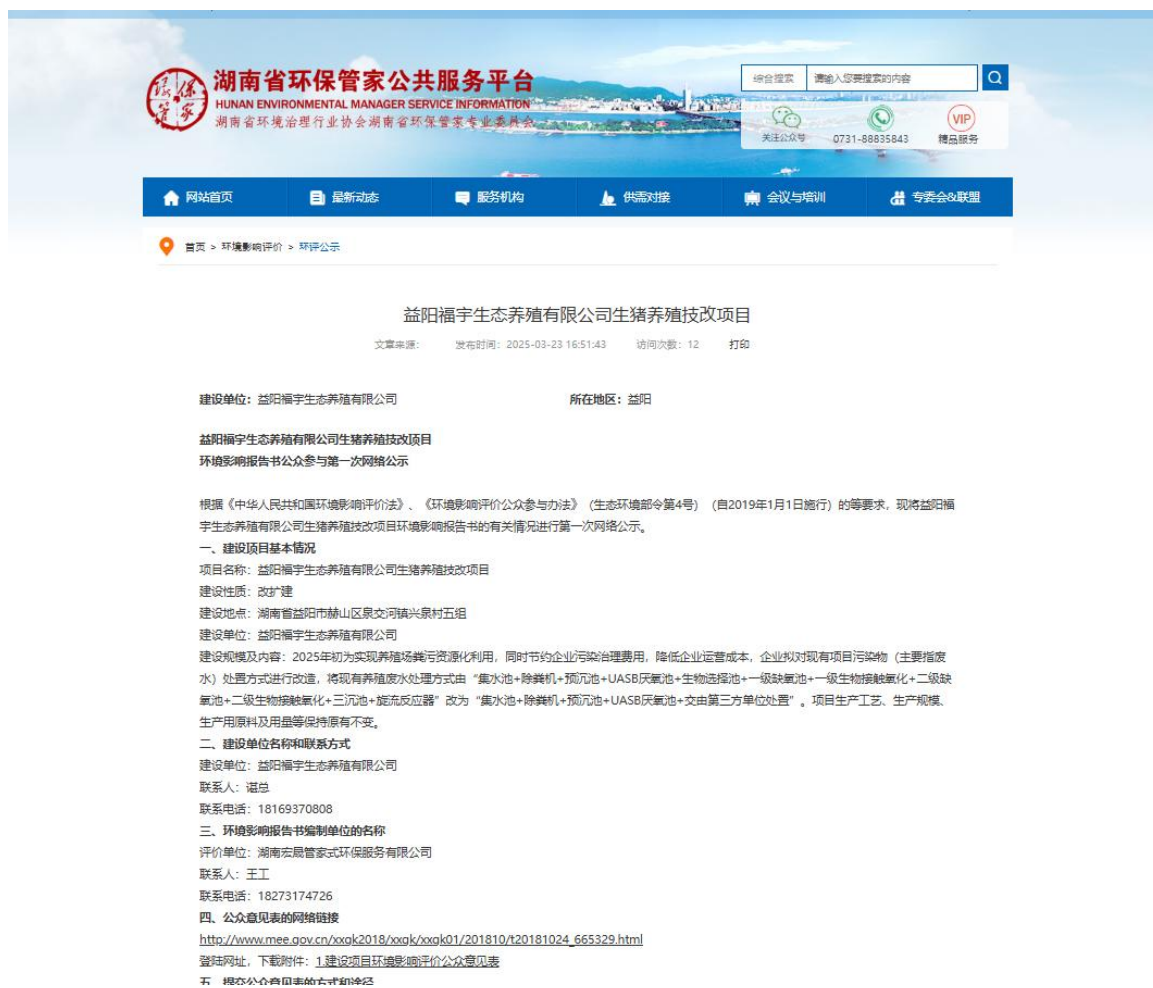 湖南省环保管家公共服务平台
HUNAN ENVIRONMENTAL MANAGER SERVICE INFORMATION
湖南省环境治理行业协会湖南省环保管家专业委员会
综合搜索 请输入您要搜索的内容
VIP
关注公众号 0731-88835843 精品服务
网站首页 最新动态 服务机构 供需对接 会议与培训 专委会&联盟
首页 > 环境影响评价 > 环评公示
益阳福宇生态养殖有限公司生猪养殖技改项目
文章来源： 发布时间：2025-03-23 16:51:43 访问次数：12 打印
建设单位：益阳福宇生态养殖有限公司 所在地区：益阳
益阳福宇生态养殖有限公司生猪养殖技改项目
环境影响报告书公众参与第一次网络公示
根据《中华人民共和国环境影响评价法》、《环境影响评价公众参与办法》（生态环境部令第4号）（自2019年1月1日施行）的等要求，现将益阳福
宇生态养殖有限公司生猪养殖技改项目环境影响报告书的有关情况进行第一次网络公示。
一、建设项目基本情况
项目名称：益阳福宇生态养殖有限公司生猪养殖技改项目
建设性质：改扩建
建设地点：湖南省益阳市赫山区泉交河镇兴泉村五组
建设单位：益阳福宇生态养殖有限公司
建设规模及内容：2025年初为实现养殖场粪污资源化利用，同时节约企业污染治理费用，降低企业运营成本，企业拟对现有项目污染物（主要指废
水）处置方式进行改造，将现有养殖废水处理方式由“集水池+除粪机+预沉池+UASB厌氧池+生物选择池+一级缺氧池+一级生物接触氧化+二级缺
氧池+二级生物接触氧化+三沉池+旋流反应器”改为“集水池+除粪机+预沉池+UASB厌氧池+交由第三方单位处置”。项目生产工艺、生产规模、
生产用原料及用量等保持原有不变。
二、建设单位名称和联系方式
建设单位：益阳福宇生态养殖有限公司
联系人：谌总
联系电话：18169370808
三、环境影响报告书编制单位的名称
评价单位：湖南宏晟管家式环保服务有限公司
联系人：王工
联系电话：18273174726
四、公众意见表的网络链接
http://www.mee.gov.cn/xxgk2018/xxgk/xxgk01/201810/t20181024_665329.html
登陆网址，下载附件：1.建设项目环境影响评价公众意见表
五、提交公众意见表的方式和途径